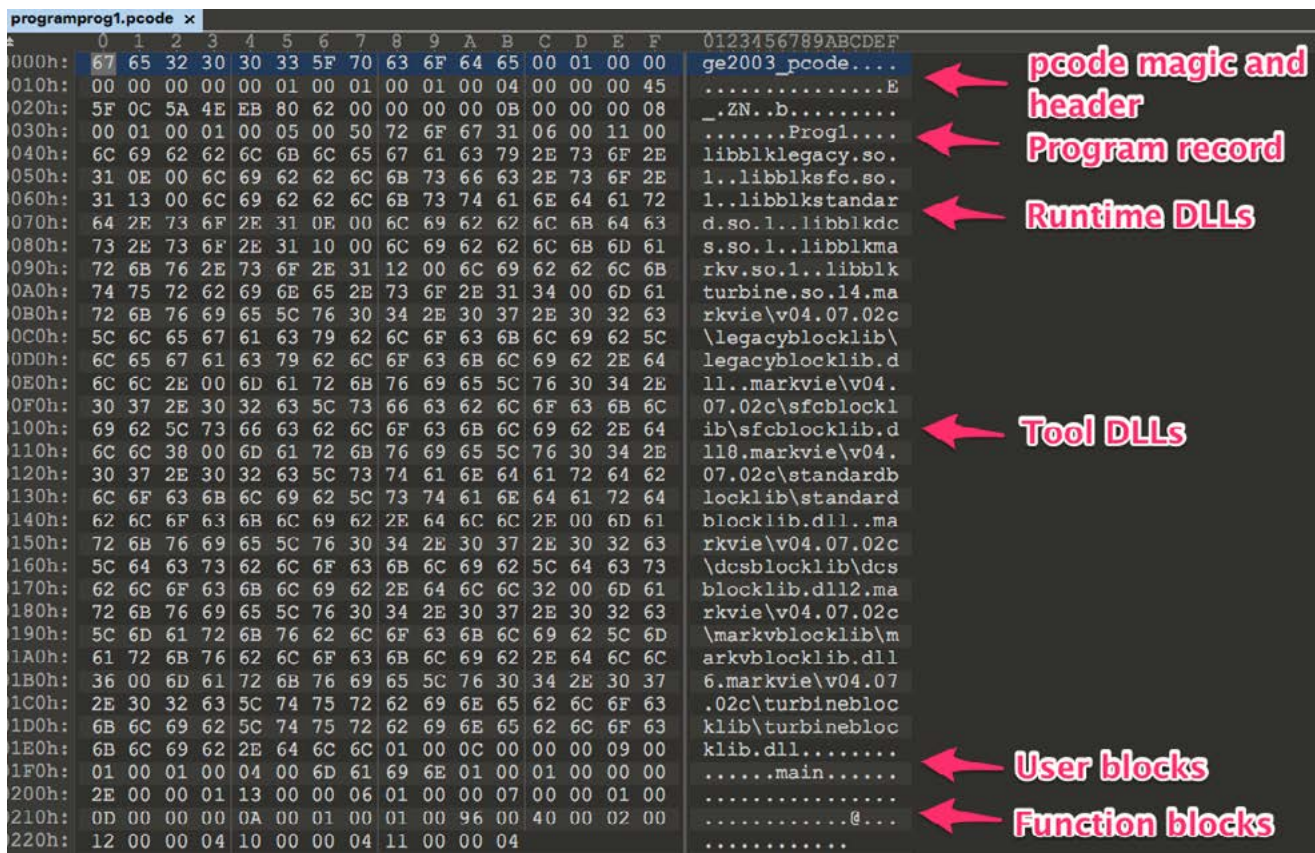 programprog1.pcode ×
0 1 2 3 4 5 6 7 8 9 A B C D E F 0123456789ABCDEF
0000h: 67 65 32 30 30 33 5F 70 63 6F 64 65 00 01 00 00 ge2003_pcode....
0010h: 00 00 00 00 00 01 00 01 00 01 00 04 00 00 00 45 ...............E
0020h: 5F 0C 5A 4E EB 80 62 00 00 00 00 0B 00 00 00 08 _.ZN..b.........
0030h: 00 01 00 01 00 05 00 50 72 6F 67 31 06 00 11 00 .......Prog1....
0040h: 6C 69 62 62 6C 6B 6C 65 67 61 63 79 2E 73 6F 2E libblklegacy.so.
0050h: 31 0E 00 6C 69 62 62 6C 6B 73 66 63 2E 73 6F 2E 1..libblksfc.so.
0060h: 31 13 00 6C 69 62 62 6C 6B 73 74 61 6E 64 61 72 1..libblkstandar
0070h: 64 2E 73 6F 2E 31 0E 00 6C 69 62 62 6C 6B 64 63 d.so.1..libblkdc
0080h: 73 2E 73 6F 2E 31 10 00 6C 69 62 62 6C 6B 6D 61 s.so.1..libblkma
0090h: 72 6B 76 2E 73 6F 2E 31 12 00 6C 69 62 62 6C 6B rkv.so.1..libblk
00A0h: 74 75 72 62 69 6E 65 2E 73 6F 2E 31 34 00 6D 61 turbine.so.14.ma
00B0h: 72 6B 76 69 65 5C 76 30 34 2E 30 37 2E 30 32 63 rkvie\v04.07.02c
00C0h: 5C 6C 65 67 61 63 79 62 6C 6F 63 6B 6C 69 62 5C \legacyblocklib\
00D0h: 6C 65 67 61 63 79 62 6C 6F 63 6B 6C 69 62 2E 64 legacyblocklib.d
00E0h: 6C 6C 2E 00 6D 61 72 6B 76 69 65 5C 76 30 34 2E ll..markvie\v04.
00F0h: 30 37 2E 30 32 63 5C 73 66 63 62 6C 6F 63 6B 6C 07.02c\sfcblockl
0100h: 69 62 5C 73 66 63 62 6C 6F 63 6B 6C 69 62 2E 64 ib\sfcblocklib.d
0110h: 6C 6C 38 00 6D 61 72 6B 76 69 65 5C 76 30 34 2E ll8.markvie\v04.
0120h: 30 37 2E 30 32 63 5C 73 74 61 6E 64 61 72 64 62 07.02c\standardb
0130h: 6C 6F 63 6B 6C 69 62 5C 73 74 61 6E 64 61 72 64 locklib\standard
0140h: 62 6C 6F 63 6B 6C 69 62 2E 64 6C 6C 2E 00 6D 61 blocklib.dll..ma
0150h: 72 6B 76 69 65 5C 76 30 34 2E 30 37 2E 30 32 63 rkvie\v04.07.02c
0160h: 5C 64 63 73 62 6C 6F 63 6B 6C 69 62 5C 64 63 73 \dcsblocklib\dcs
0170h: 62 6C 6F 63 6B 6C 69 62 2E 64 6C 6C 32 00 6D 61 blocklib.dll2.ma
0180h: 72 6B 76 69 65 5C 76 30 34 2E 30 37 2E 30 32 63 rkvie\v04.07.02c
0190h: 5C 6D 61 72 6B 76 62 6C 6F 63 6B 6C 69 62 5C 6D \markvblocklib\m
01A0h: 61 72 6B 76 62 6C 6F 63 6B 6C 69 62 2E 64 6C 6C arkvblocklib.dll
01B0h: 36 00 6D 61 72 6B 76 69 65 5C 76 30 34 2E 30 37 6.markvie\v04.07
01C0h: 2E 30 32 63 5C 74 75 72 62 69 6E 65 62 6C 6F 63 .02c\turbinebloc
01D0h: 6B 6C 69 62 5C 74 75 72 62 69 6E 65 62 6C 6F 63 klib\turbinebloc
01E0h: 6B 6C 69 62 2E 64 6C 6C 01 00 0C 00 00 00 09 00 klib.dll........
01F0h: 01 00 01 00 04 00 6D 61 69 6E 01 00 01 00 00 00 ......main......
0200h: 2E 00 00 01 13 00 00 06 01 00 00 07 00 00 01 00 ................
0210h: 0D 00 00 00 0A 00 01 00 01 00 96 00 40 00 02 00 ............@...
0220h: 12 00 00 04 10 00 00 04 11 00 00 04 ............
pcode magic and
header
Program record
Runtime DLLs
Tool DLLs
User blocks
Function blocks